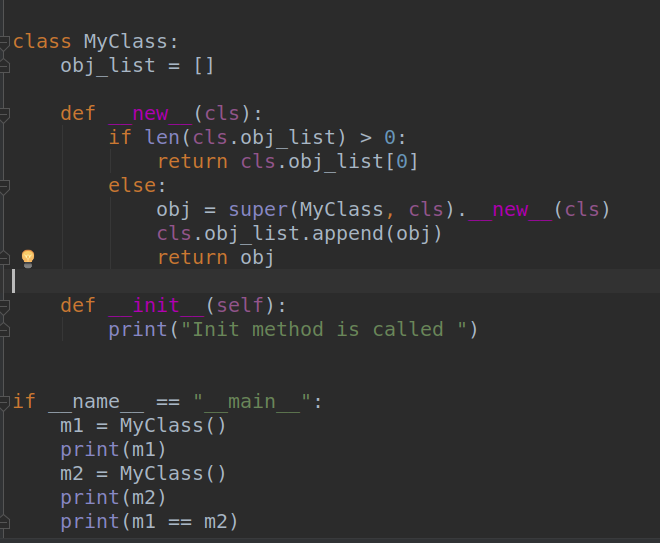 class MyClass:
    obj_list = []
    def __new__(cls):
        if len(cls.obj_list) > 0:
            return cls.obj_list[0]
        else:
            obj = super(MyClass, cls).__new__(cls)
            cls.obj_list.append(obj)
            return obj
    def __init__(self):
        print("Init method is called ")
if __name__ == "__main__":
    m1 = MyClass()
    print(m1)
    m2 = MyClass()
    print(m2)
    print(m1 == m2)